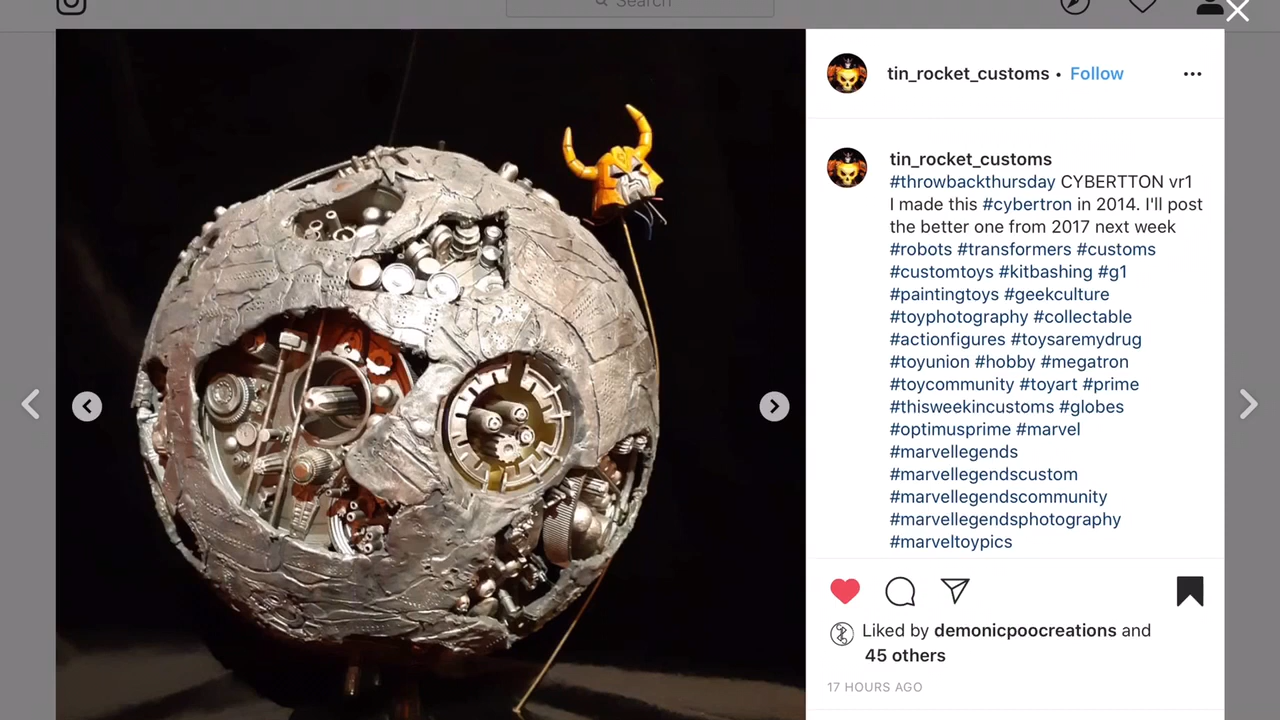 Search
tin_rocket_customs • Follow
tin_rocket_customs
#throwbackthursday CYBERTTON vr1
I made this #cybertron in 2014. I'll post
the better one from 2017 next week
#robots #transformers #customs
#customtoys #kitbashing #g1
#paintingtoys #geekculture
#toyphotography #collectable
#actionfigures #toysaremydrug
#toyunion #hobby #megatron
#toycommunity #toyart #prime
#thisweekincustoms #globes
#optimusprime #marvel
#marvellegends
#marvellegendscustom
#marvellegendscommunity
#marvellegendsphotography
#marveltoypics
Liked by demonicpoocreations and
45 others
17 HOURS AGO